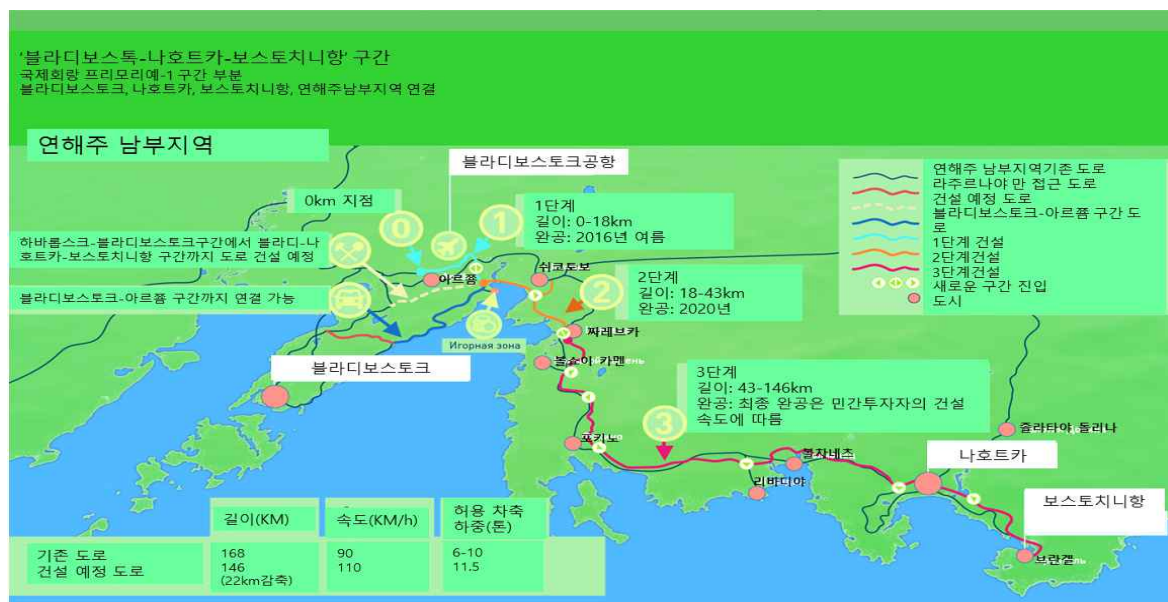 ‘블라디보스톡-나호트카-보스토치니항’ 구간
국제회랑 프리모리예-1 구간 부분
블라디보스토크, 나호트카, 보스토치니항, 연해주남부지역 연결
연해주 남부지역
블라디보스토크공항
0km 지점
0
1
1단계
길이: 0-18km
완공: 2016년 여름
연해주 남부지역기존 도로
라주르나야 만 접근 도로
건설 예정 도로
블라디보스토크-아르쬼 구간 도
로
1단계 건설
2단계건설
3단계건설
새로운 구간 진입
도시
하바롭스크-블라디보스토크구간에서 블라디-나
호트카-보스토치니항 구간까지 도로 건설 예정
아르쬼
쉬코토보
2
2단계
길이: 18-43km
완공: 2020년
블라디보스토크-아르쬼 구간까지 연결 가능
Игорная зона
짜레브카
블라디보스토크
볼쇼이 카멘
3단계
길이: 43-146km
완공: 최종 완공은 민간투자자의 건설
속도에 따름
3
포키노
졸라타야 돌리나
볼차네츠
나호트카
리바디야
보스토치니항
브란겔
길이(KM) 속도(KM/h) 허용 차축
하중(톤)
기존 도로 168 90 6-10
건설 예정 도로 146 110 11.5
(22km감축)